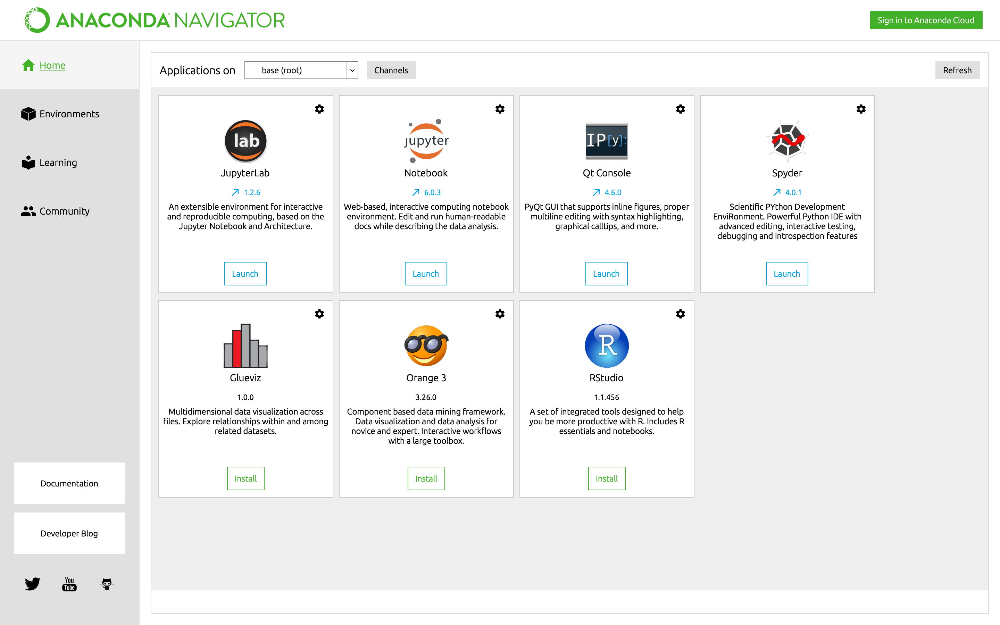 ANACONDA® NAVIGATOR
Sign in to Anaconda Cloud
Home
Environments
Learning
Community
Documentation
Developer Blog
You
Tube
Applications on
base (root)
Channels
Refresh
lab
JupyterLab
1.2.6
An extensible environment for interactive
and reproducible computing, based on the
Jupyter Notebook and Architecture.
Launch
jupyter
Notebook
6.0.3
Web-based, interactive computing notebook
environment. Edit and run human-readable
docs while describing the data analysis.
Launch
IP[y]:
Qt Console
4.6.0
PyQt GUI that supports inline figures, proper
multiline editing with syntax highlighting,
graphical calltips, and more.
Launch
Spyder
4.0.1
Scientific PYthon Development
EnviRonment. Powerful Python IDE with
advanced editing, interactive testing,
debugging and introspection features
Launch
Glueviz
1.0.0
Multidimensional data visualization across
files. Explore relationships within and among
related datasets.
Install
Orange 3
3.26.0
Component based data mining framework.
Data visualization and data analysis for
novice and expert. Interactive workflows
with a large toolbox.
Install
R
RStudio
1.1.456
A set of integrated tools designed to help
you be more productive with R. Includes R
essentials and notebooks.
Install